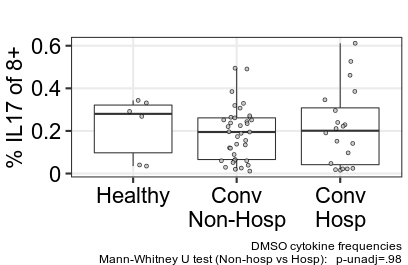 % IL17 of 8+
0.6
0.4
0.2
0
Healthy
Conv
Non-Hosp
Conv
Hosp
DMSO cytokine frequencies
Mann-Whitney U test (Non-hosp vs Hosp): p-unadj=.98